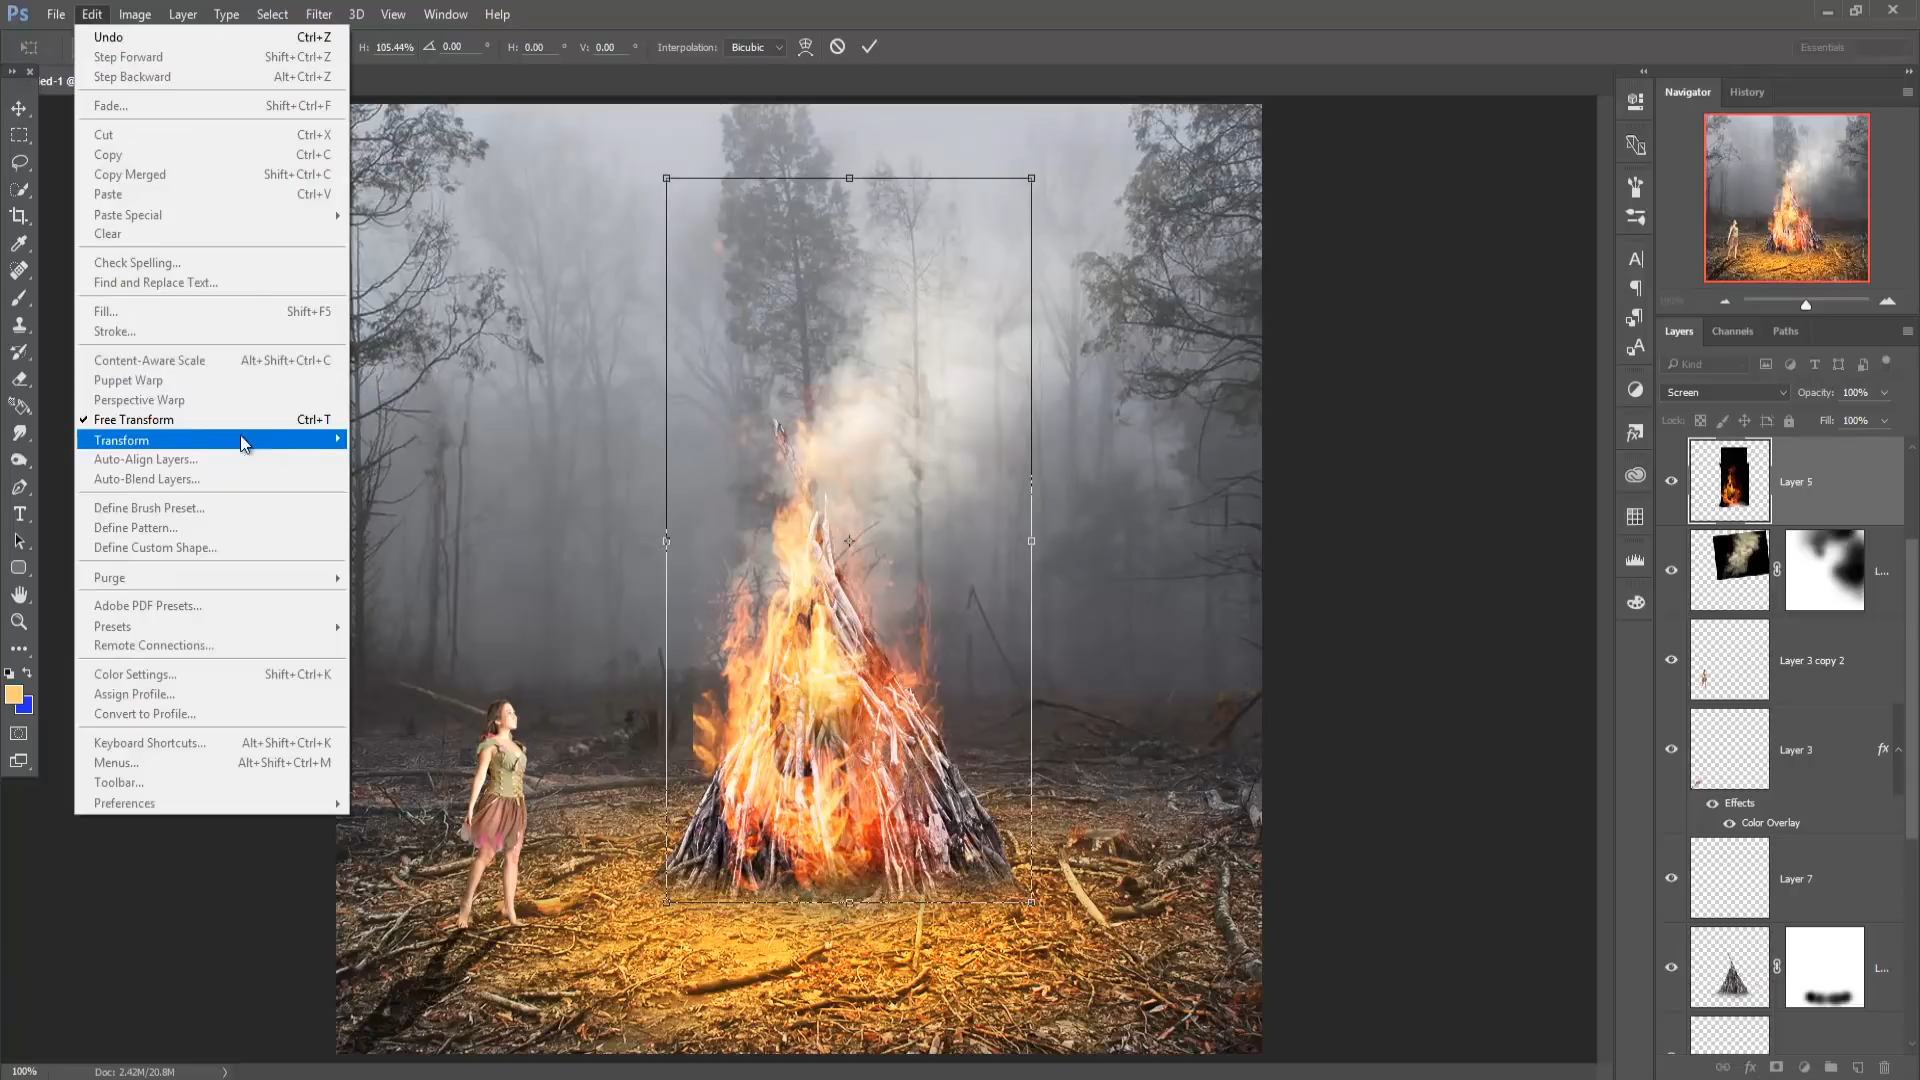 Ps File Edit Image Layer Type Select Filter 3D View Window Help
H: 105.44% 0.00 ° H: 0.00 ° V: 0.00 ° Interpolation: Bicubic
Essentials
ed-1 @
Undo Ctrl+Z
Step Forward Shift+Ctrl+Z
Step Backward Alt+Ctrl+Z
Fade... Shift+Ctrl+F
Cut Ctrl+X
Copy Ctrl+C
Copy Merged Shift+Ctrl+C
Paste Ctrl+V
Paste Special
Clear
Check Spelling...
Find and Replace Text...
Fill... Shift+F5
Stroke...
Content-Aware Scale Alt+Shift+Ctrl+C
Puppet Warp
Perspective Warp
Free Transform Ctrl+T
Transform
Auto-Align Layers...
Auto-Blend Layers...
Define Brush Preset...
Define Pattern...
Define Custom Shape...
Purge
Adobe PDF Presets...
Presets
Remote Connections...
Color Settings... Shift+Ctrl+K
Assign Profile...
Convert to Profile...
Keyboard Shortcuts... Alt+Shift+Ctrl+K
Menus... Alt+Shift+Ctrl+M
Toolbar...
Preferences
Navigator History
Layers Channels Paths
Kind
Screen Opacity: 100%
Lock: Fill: 100%
Layer 5
L...
Layer 3 copy 2
Layer 3 fx
Effects
Color Overlay
Layer 7
L...
100% Doc: 2.42M/20.8M